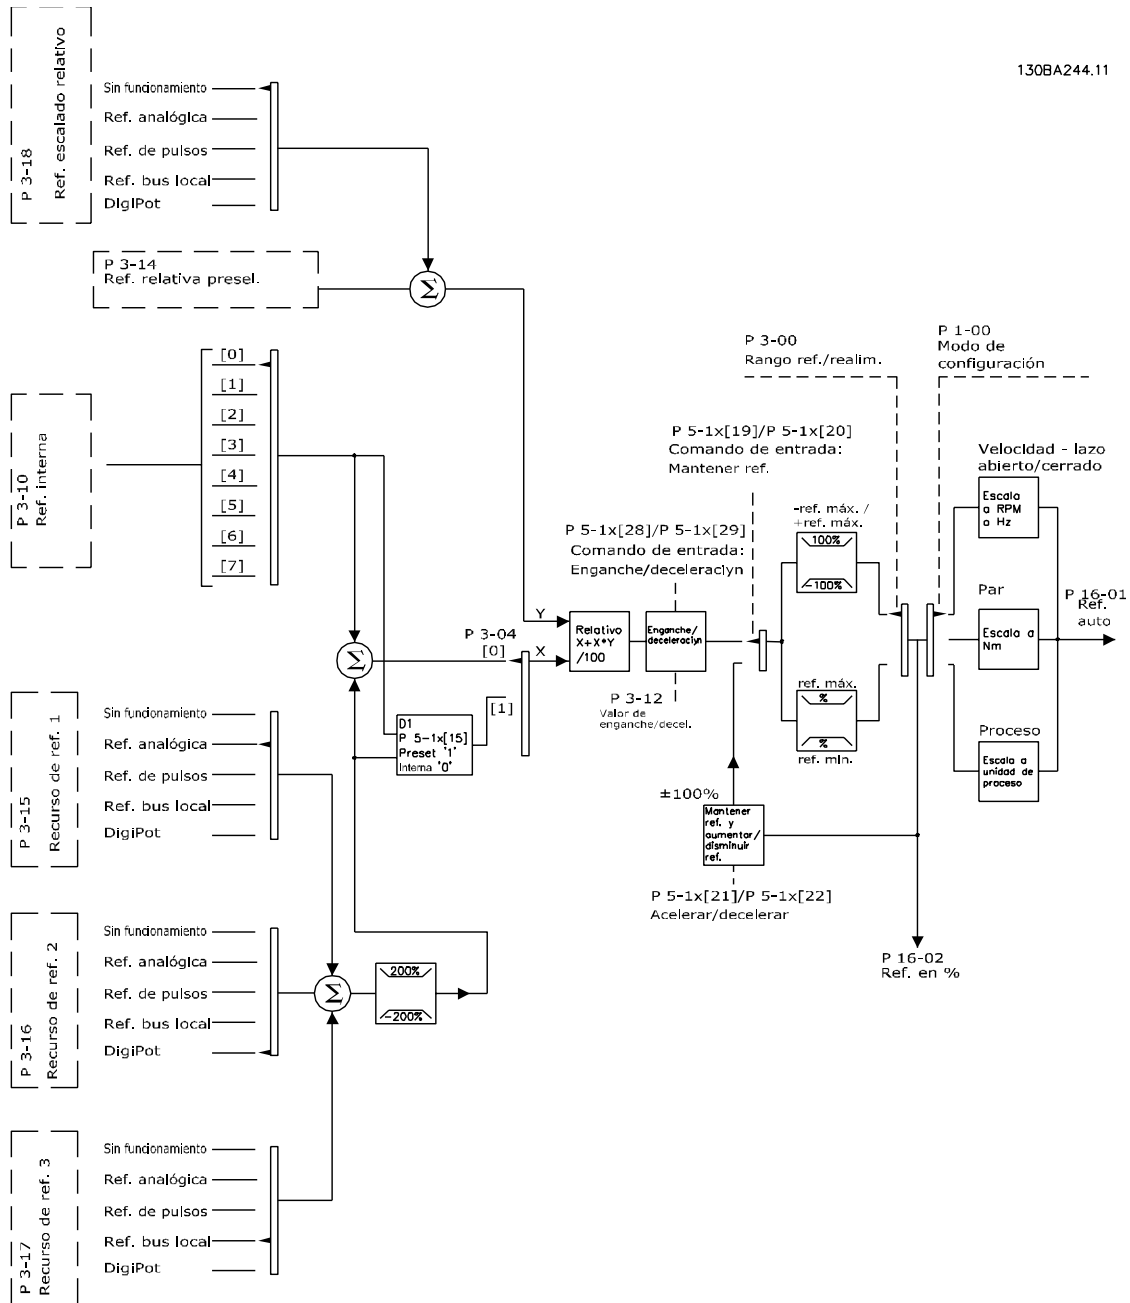 130BA244.11
P 3-18
Ref. escalado relativo
Sin funcionamiento
Ref. analógica
Ref. de pulsos
Ref. bus local
DigiPot
P 3-14
Ref. relativa presel.
Σ
P 3-10
Ref. interna
[0]
[1]
[2]
[3]
[4]
[5]
[6]
[7]
P 3-00
Rango ref./realim.
P 1-00
Modo de
configuración
P 5-1x[19]/P 5-1x[20]
Comando de entrada:
Mantener ref.
P 5-1x[28]/P 5-1x[29]
Comando de entrada:
Enganche/deceleraciyn
Velocidad - lazo
abierto/cerrado
Escala
a RPM
o Hz
-ref. máx. /
+ref. máx.
100%
-100%
Par
Escala a
Nm
P 16-01
Ref.
auto
Y
X
Relativo
X+X*Y
/100
Enganche/
deceleraciyn
P 3-04
[0]
[1]
Σ
P 3-12
Valor de
enganche/decel.
ref. máx.
%
%
ref. mín.
Proceso
Escala a
unidad de
proceso
D1
P 5-1x[15]
Preset '1'
Interna '0'
±100%
Mantener
ref. y
aumentar/
disminuir
ref.
P 5-1x[21]/P 5-1x[22]
Acelerar/decelerar
P 16-02
Ref. en %
P 3-15
Recurso de ref. 1
Sin funcionamiento
Ref. analógica
Ref. de pulsos
Ref. bus local
DigiPot
P 3-16
Recurso de ref. 2
Sin funcionamiento
Ref. analógica
Ref. de pulsos
Ref. bus local
DigiPot
Σ
200%
-200%
P 3-17
Recurso de ref. 3
Sin funcionamiento
Ref. analógica
Ref. de pulsos
Ref. bus local
DigiPot